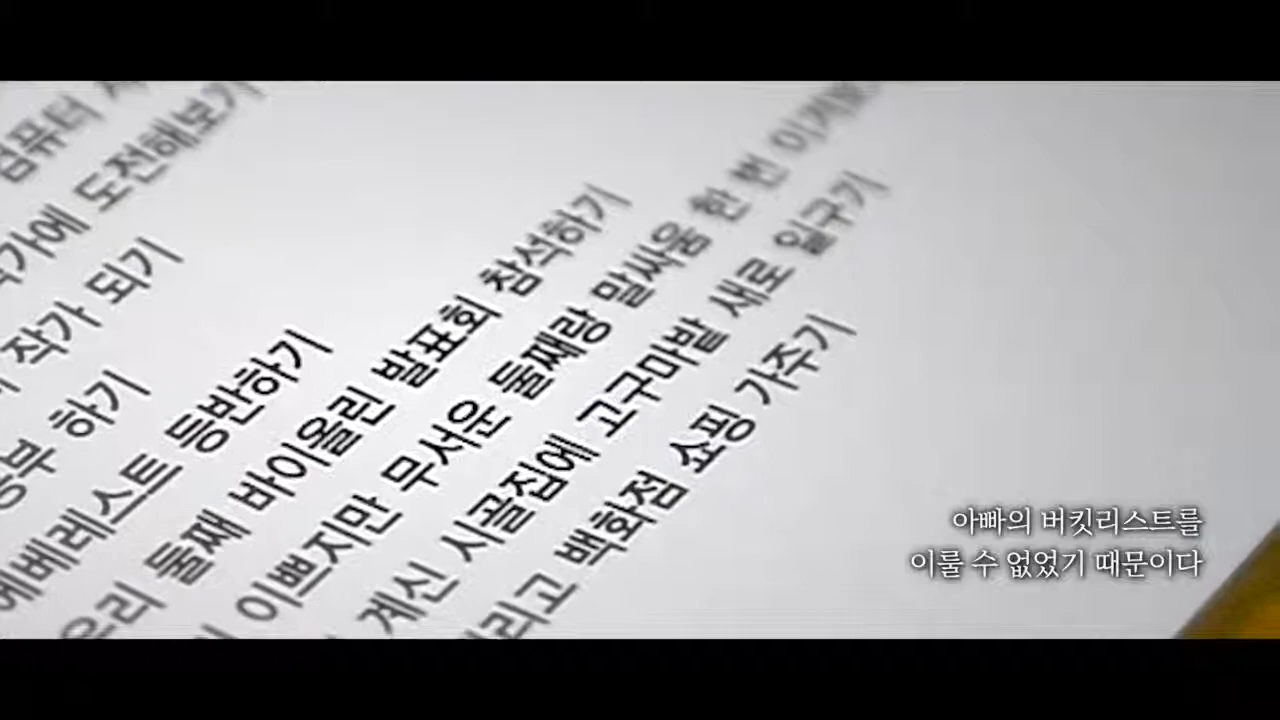 컴퓨터
도전해보기
작가 되기
하기
에베레스트 등반하기
우리 둘째 바이올린 발표회 참석하기
이쁘지만 무서운 둘째랑 말싸움 한 번 이겨보
계신 시골집에 고구마밭 새로 일구기
백화점 쇼핑 가주기
아빠의 버킷리스트를
이룰 수 없었기 때문이다